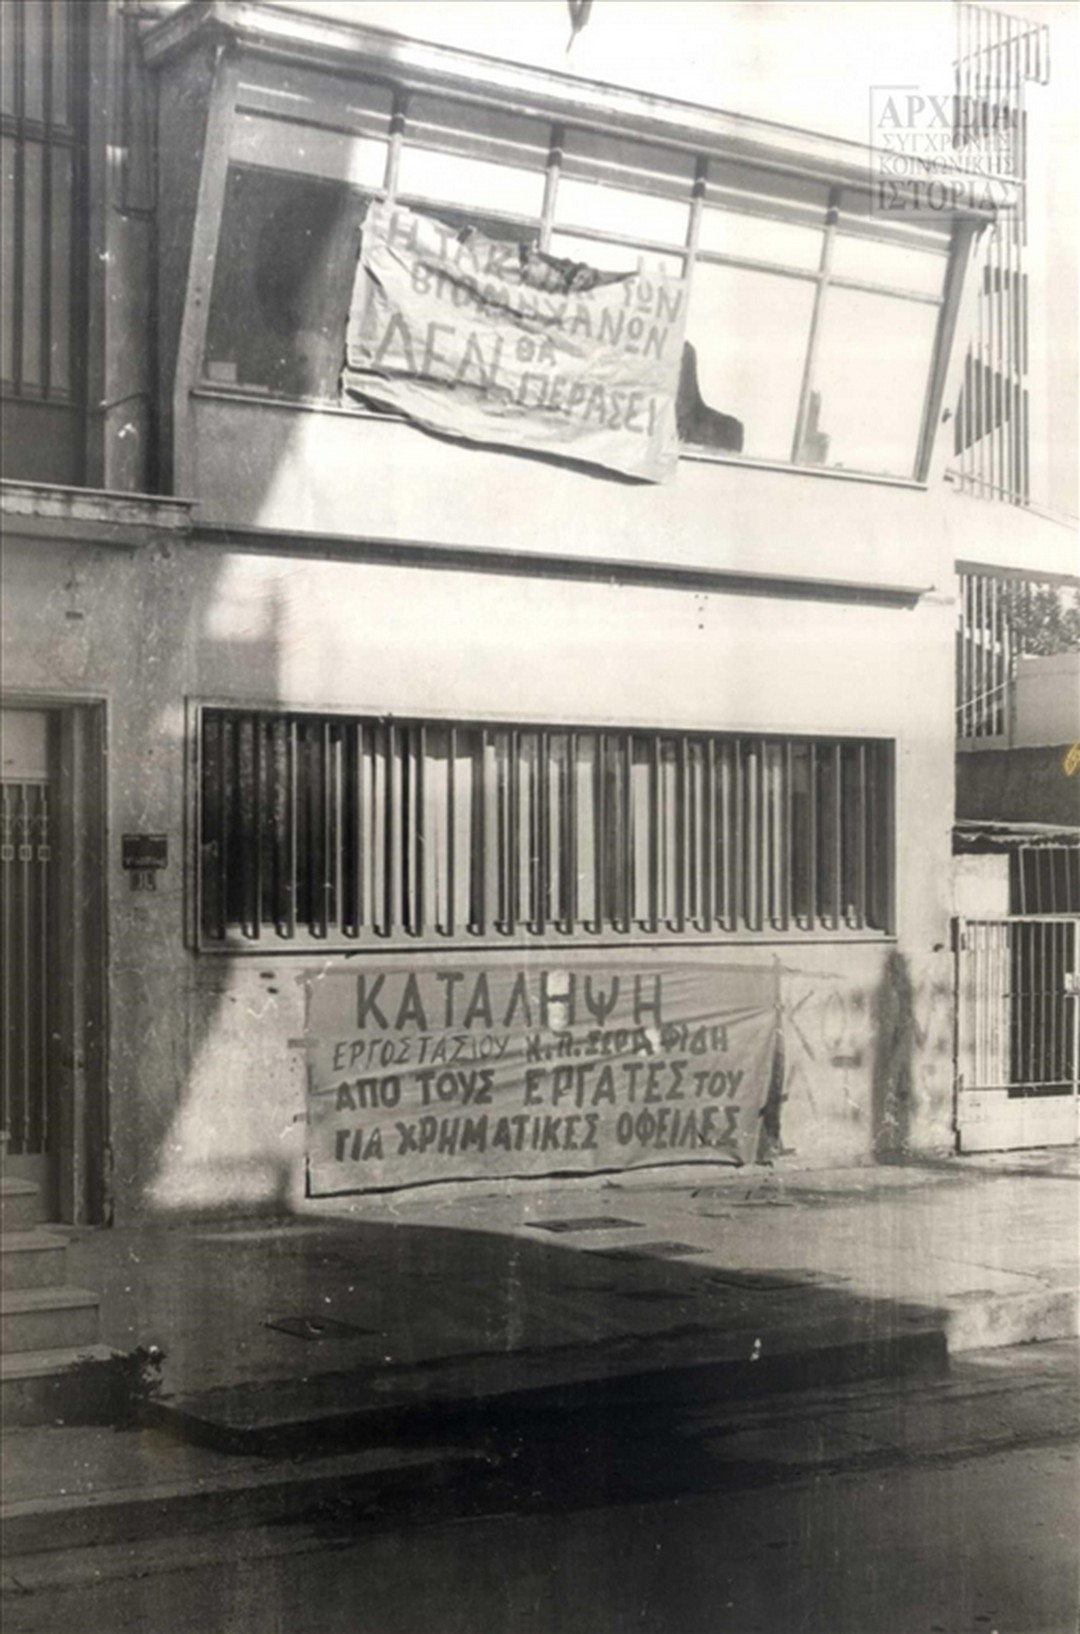 ΑΡΧΕΙΑ
ΣΥΓΧΡΟΝΗΣ
ΚΟΙΝΩΝΙΚΗΣ
ΙΣΤΟΡΙΑΣ
Η ΤΩΝ
ΒΙΟΜΗΧΑΝΩΝ
ΔΕΝ ΘΑ
ΠΕΡΑΣΕΙ
ΚΑΤΑΛΗΨΗ
ΕΡΓΟΣΤΑΣΙΟΥ Χ.Π. ΣΕΡΑΦΙΔΗ
ΑΠΟ ΤΟΥΣ ΕΡΓΑΤΕΣ ΤΟΥ
ΓΙΑ ΧΡΗΜΑΤΙΚΕΣ ΟΦΕΙΛΕΣ